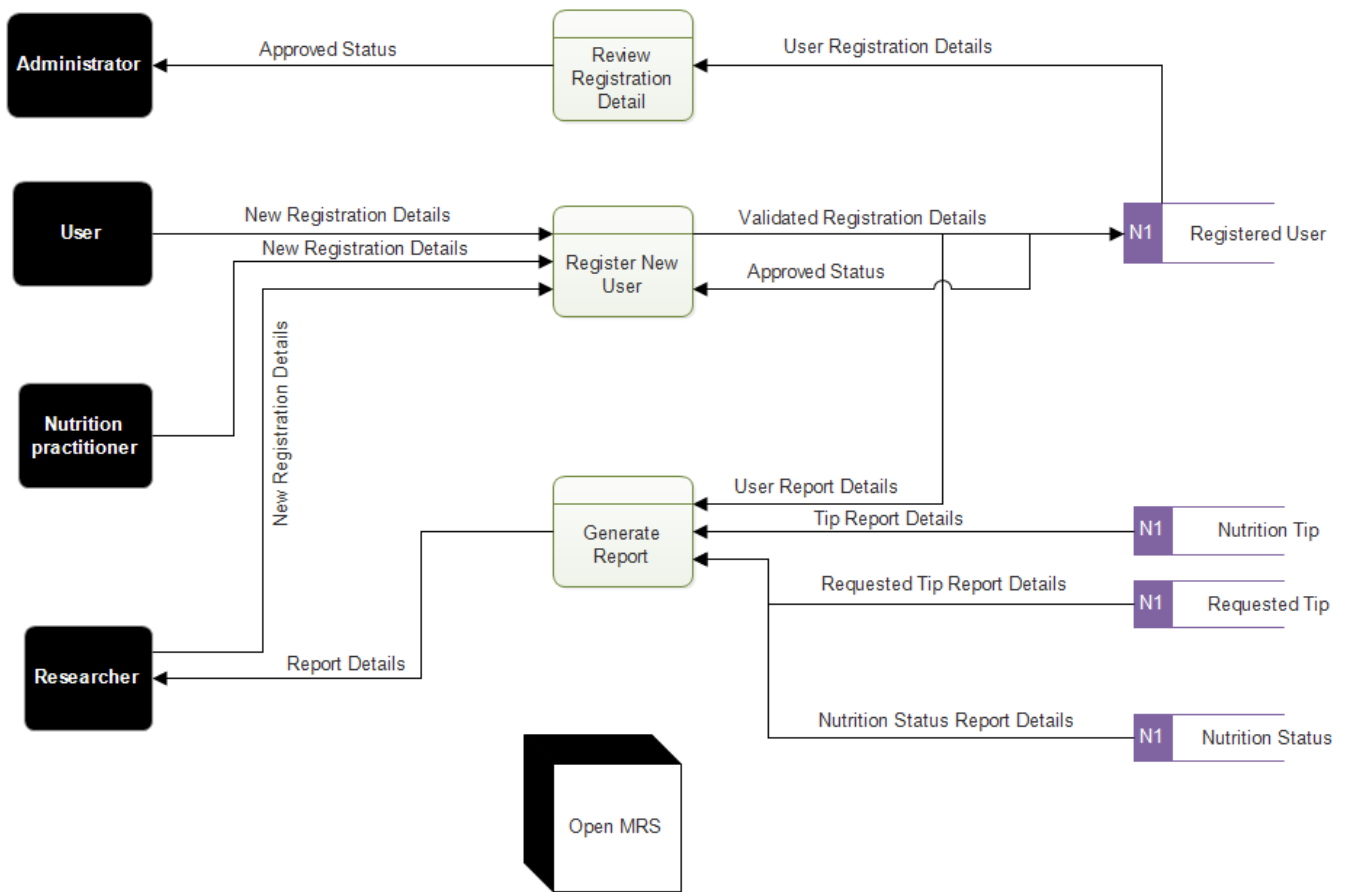 Administrator
Approved Status
Review
Registration
Detail
User Registration Details
User
New Registration Details
New Registration Details
Register New
User
Validated Registration Details
Approved Status
N1
Registered User
Nutrition
practitioner
New Registration Details
Generate
Report
User Report Details
Tip Report Details
N1
Nutrition Tip
Requested Tip Report Details
N1
Requested Tip
Researcher
Report Details
Nutrition Status Report Details
N1
Nutrition Status
Open MRS